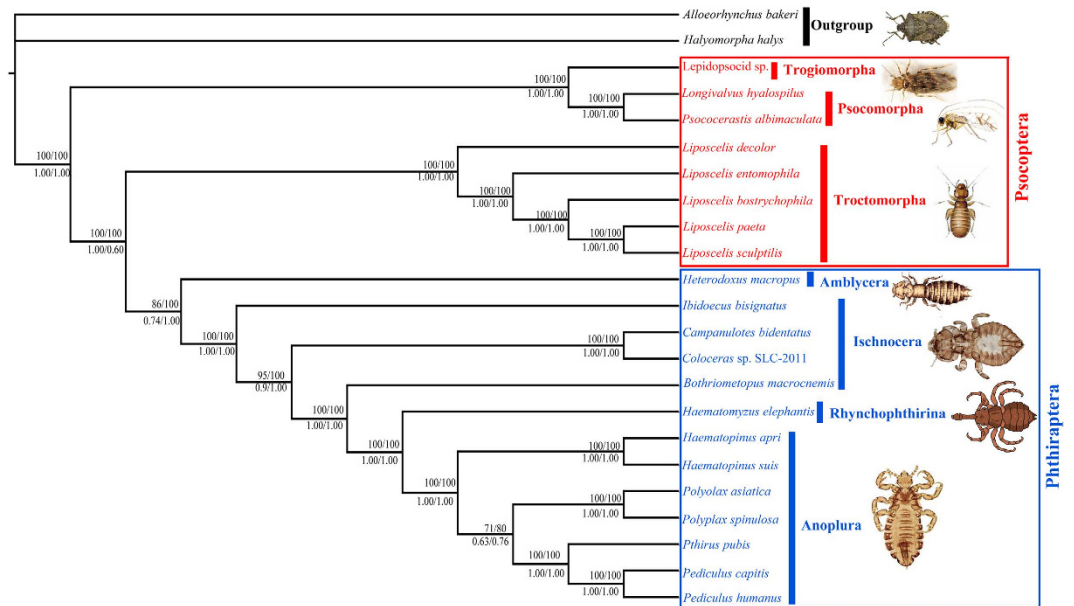 Alloeorhynchus bakeri
Outgroup
Halyomorpha halys
Lepidopsocid sp.
Trogiomorpha
100/100
1.00/1.00
Longivalvus hyalospilus
100/100
1.00/1.00
Psocomorpha
Psococerastis albimaculata
Psocoptera
100/100
1.00/1.00
Liposcelis decolor
100/100
1.00/1.00
Liposcelis entomophila
100/100
1.00/1.00
Liposcelis bostrychophila
Troctomorpha
100/100
1.00/1.00
Liposcelis paeta
100/100
1.00/1.00
Liposcelis sculptilis
100/100
1.00/0.60
Heterodoxus macropus
Amblycera
86/100
0.74/1.00
Ibidoecus bisignatus
100/100
1.00/1.00
Campanulotes bidentatus
Ischnocera
100/100
1.00/1.00
Coloceras sp. SLC-2011
95/100
0.9/1.00
Bothriometopus macrocnemis
100/100
1.00/1.00
Haematomyzus elephantis
Rhynchophthirina
Phthiraptera
100/100
1.00/1.00
Haematopinus apri
100/100
1.00/1.00
Haematopinus suis
100/100
1.00/1.00
Polyolax asiatica
100/100
1.00/1.00
Polyplax spinulosa
Anoplura
71/80
0.63/0.76
Pthirus pubis
100/100
1.00/1.00
Pediculus capitis
100/100
1.00/1.00
Pediculus humanus